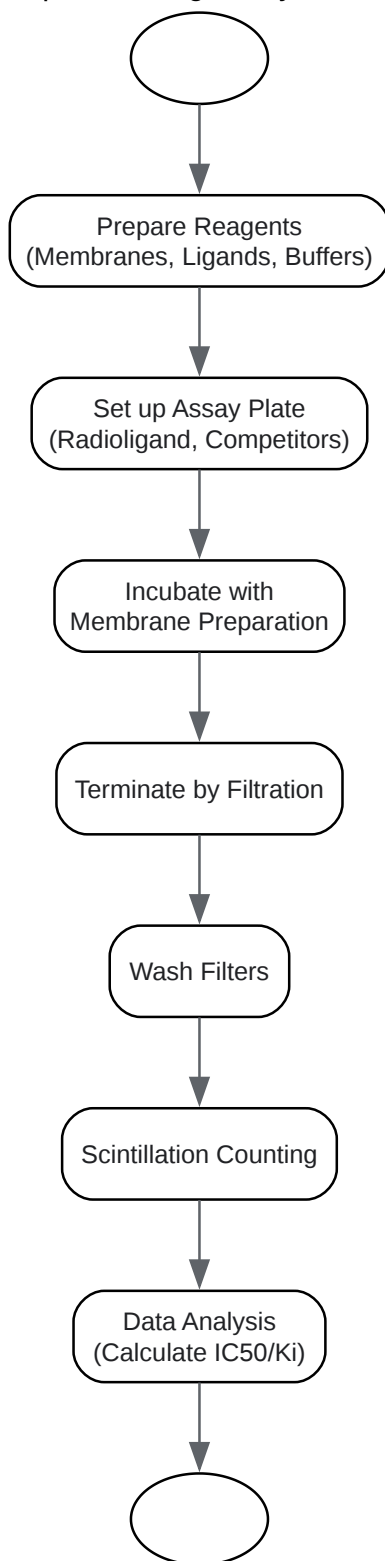 Prepare Reagents
(Membranes, Ligands, Buffers)
Set up Assay Plate
(Radioligand, Competitors)
Incubate with
Membrane Preparation
Terminate by Filtration
Wash Filters
Scintillation Counting
Data Analysis
(Calculate IC50/Ki)